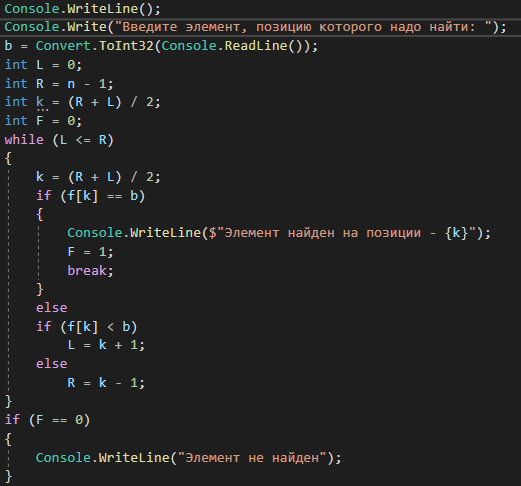 Console.WriteLine();
Console.Write("Введите элемент, позицию которого надо найти: ");
b = Convert.ToInt32(Console.ReadLine());
int L = 0;
int R = n - 1;
int k = (R + L) / 2;
int F = 0;
while (L <= R)
{
    k = (R + L) / 2;
    if (f[k] == b)
    {
        Console.WriteLine($"Элемент найден на позиции - {k}");
        F = 1;
        break;
    }
    else
    if (f[k] < b)
        L = k + 1;
    else
        R = k - 1;
}
if (F == 0)
{
    Console.WriteLine("Элемент не найден");
}